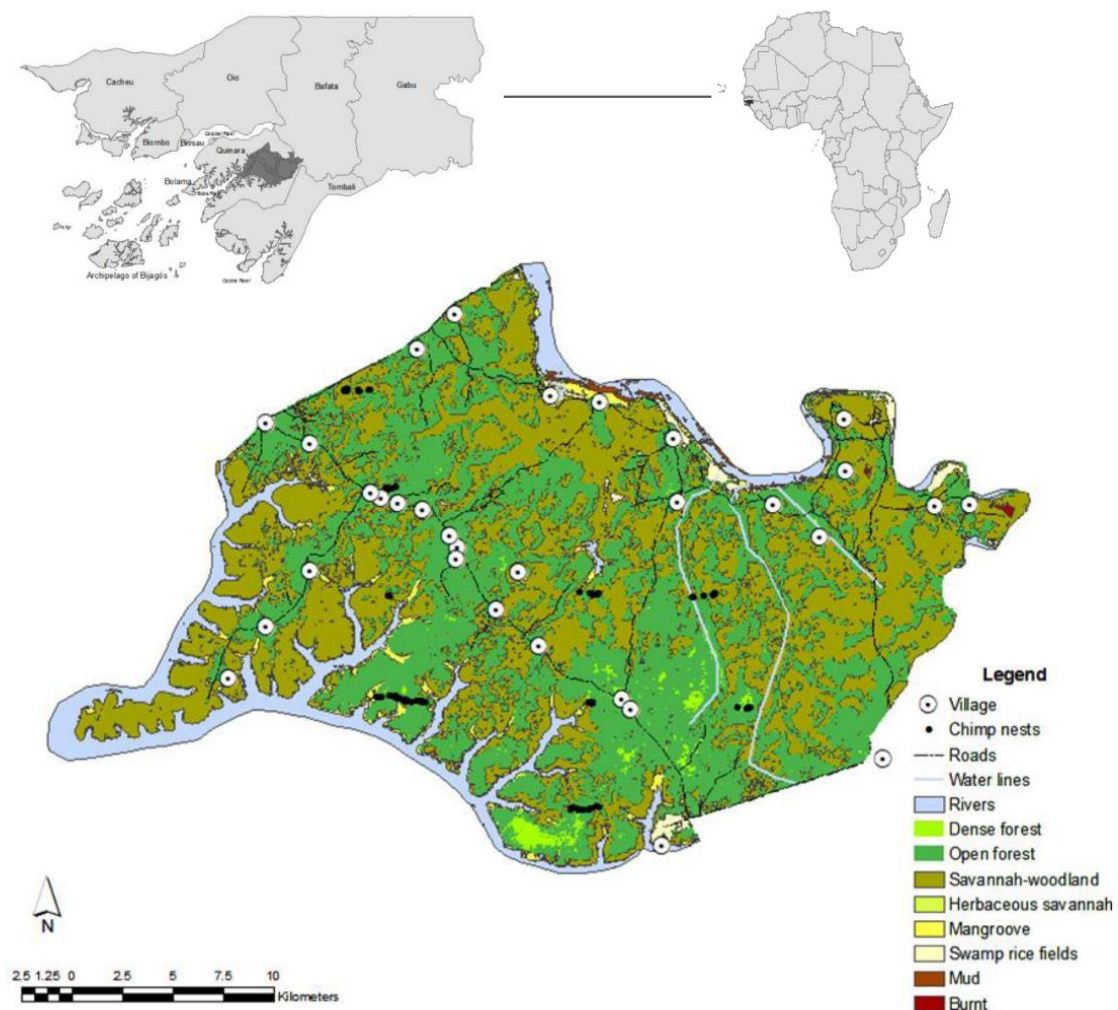 Cacheu
Oio
Bafata
Gabu
Biombo
Bissau
Quinara
Bolama
Tombali
Archipelago of Bijagós
Legend
Village
Chimp nests
Roads
Water lines
Rivers
Dense forest
Open forest
Savannah-woodland
Herbaceous savannah
Mangroove
Swamp rice fields
Mud
Burnt
N
2.5 1.25 0 2.5 5 7.5 10
Kilometers